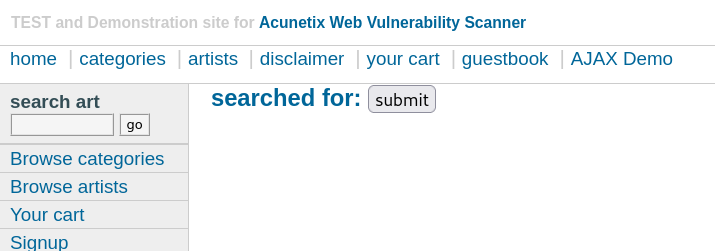 TEST and Demonstration site for Acunetix Web Vulnerability Scanner
home | categories | artists | disclaimer | your cart | guestbook | AJAX Demo
search art
go
searched for: submit
Browse categories
Browse artists
Your cart
Signup